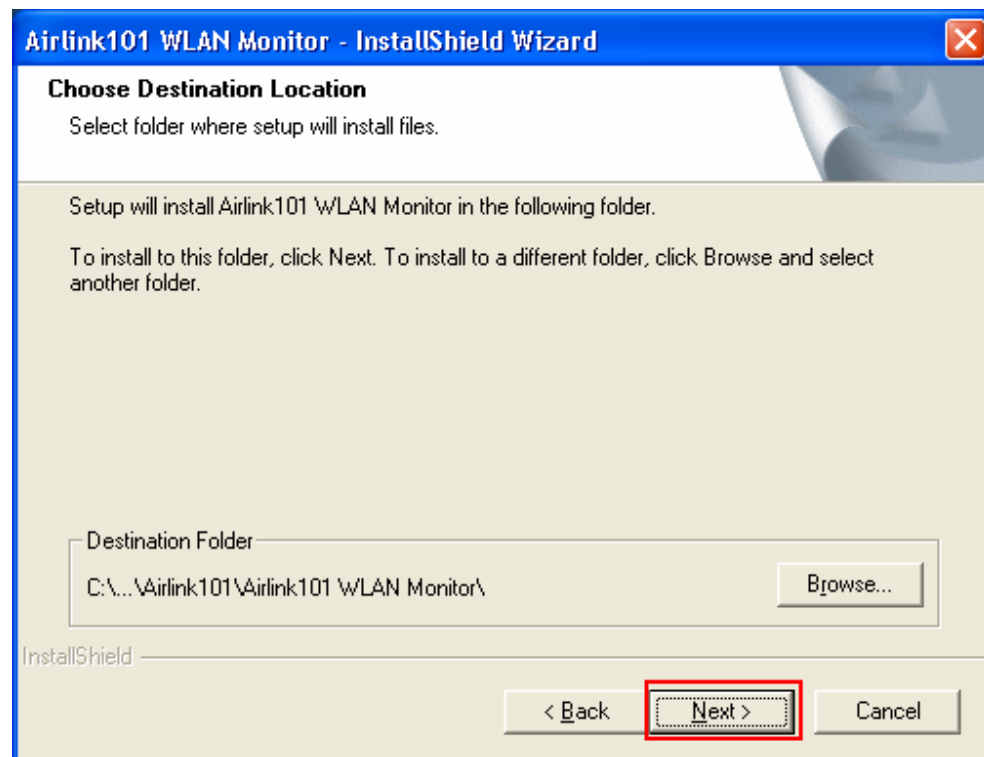 Airlink101 WLAN Monitor - InstallShield Wizard
Choose Destination Location
Select folder where setup will install files.
Setup will install Airlink101 WLAN Monitor in the following folder.
To install to this folder, click Next. To install to a different folder, click Browse and select
another folder.
Destination Folder
C:\...\Airlink101\Airlink101 WLAN Monitor\
Browse...
InstallShield
< Back
Next >
Cancel